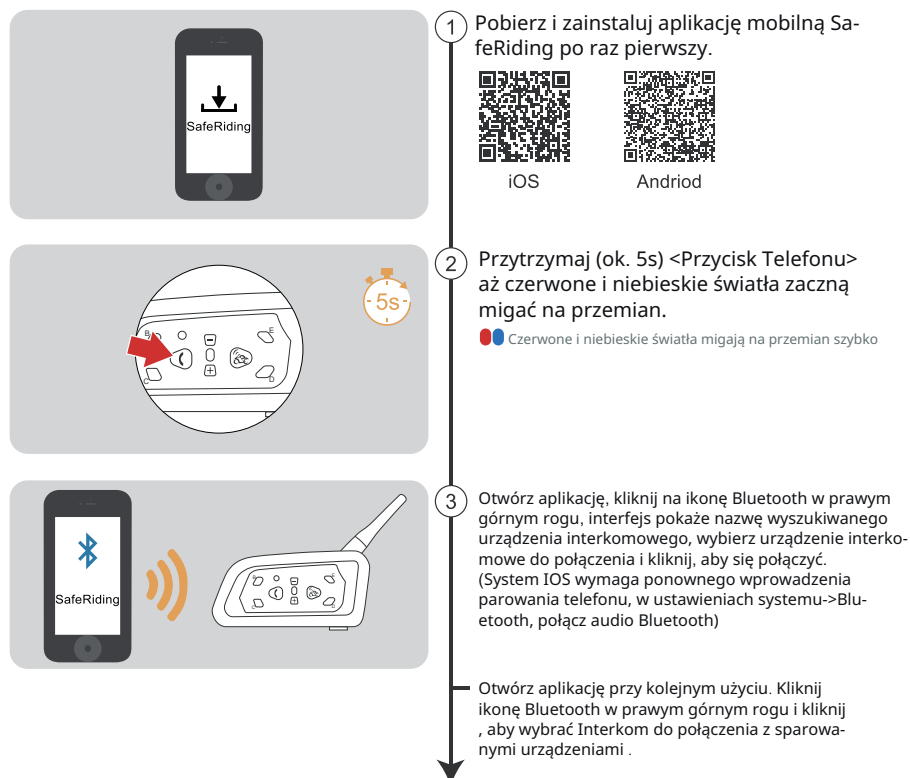 SafeRiding
1 Pobierz i zainstaluj aplikację mobilną Sa-
feRiding po raz pierwszy.
iOS
Andriod
B
E
C
D
5s
2 Przytrzymaj (ok. 5s) <Przycisk Telefonu>
aż czerwone i niebieskie światła zaczną
migać na przemian.
Czerwone i niebieskie światła migają na przemian szybko
SafeRiding
3 Otwórz aplikację, kliknij na ikonę Bluetooth w prawym
górnym rogu, interfejs pokaże nazwę wyszukiwanego
urządzenia interkomowego, wybierz urządzenie interko-
mowe do połączenia i kliknij, aby się połączyć.
(System IOS wymaga ponownego wprowadzenia
parowania telefonu, w ustawieniach systemu->Blu-
etooth, połącz audio Bluetooth)
Otwórz aplikację przy kolejnym użyciu. Kliknij
ikonę Bluetooth w prawym górnym rogu i kliknij
, aby wybrać Interkom do połączenia z sparowa-
nymi urządzeniami .